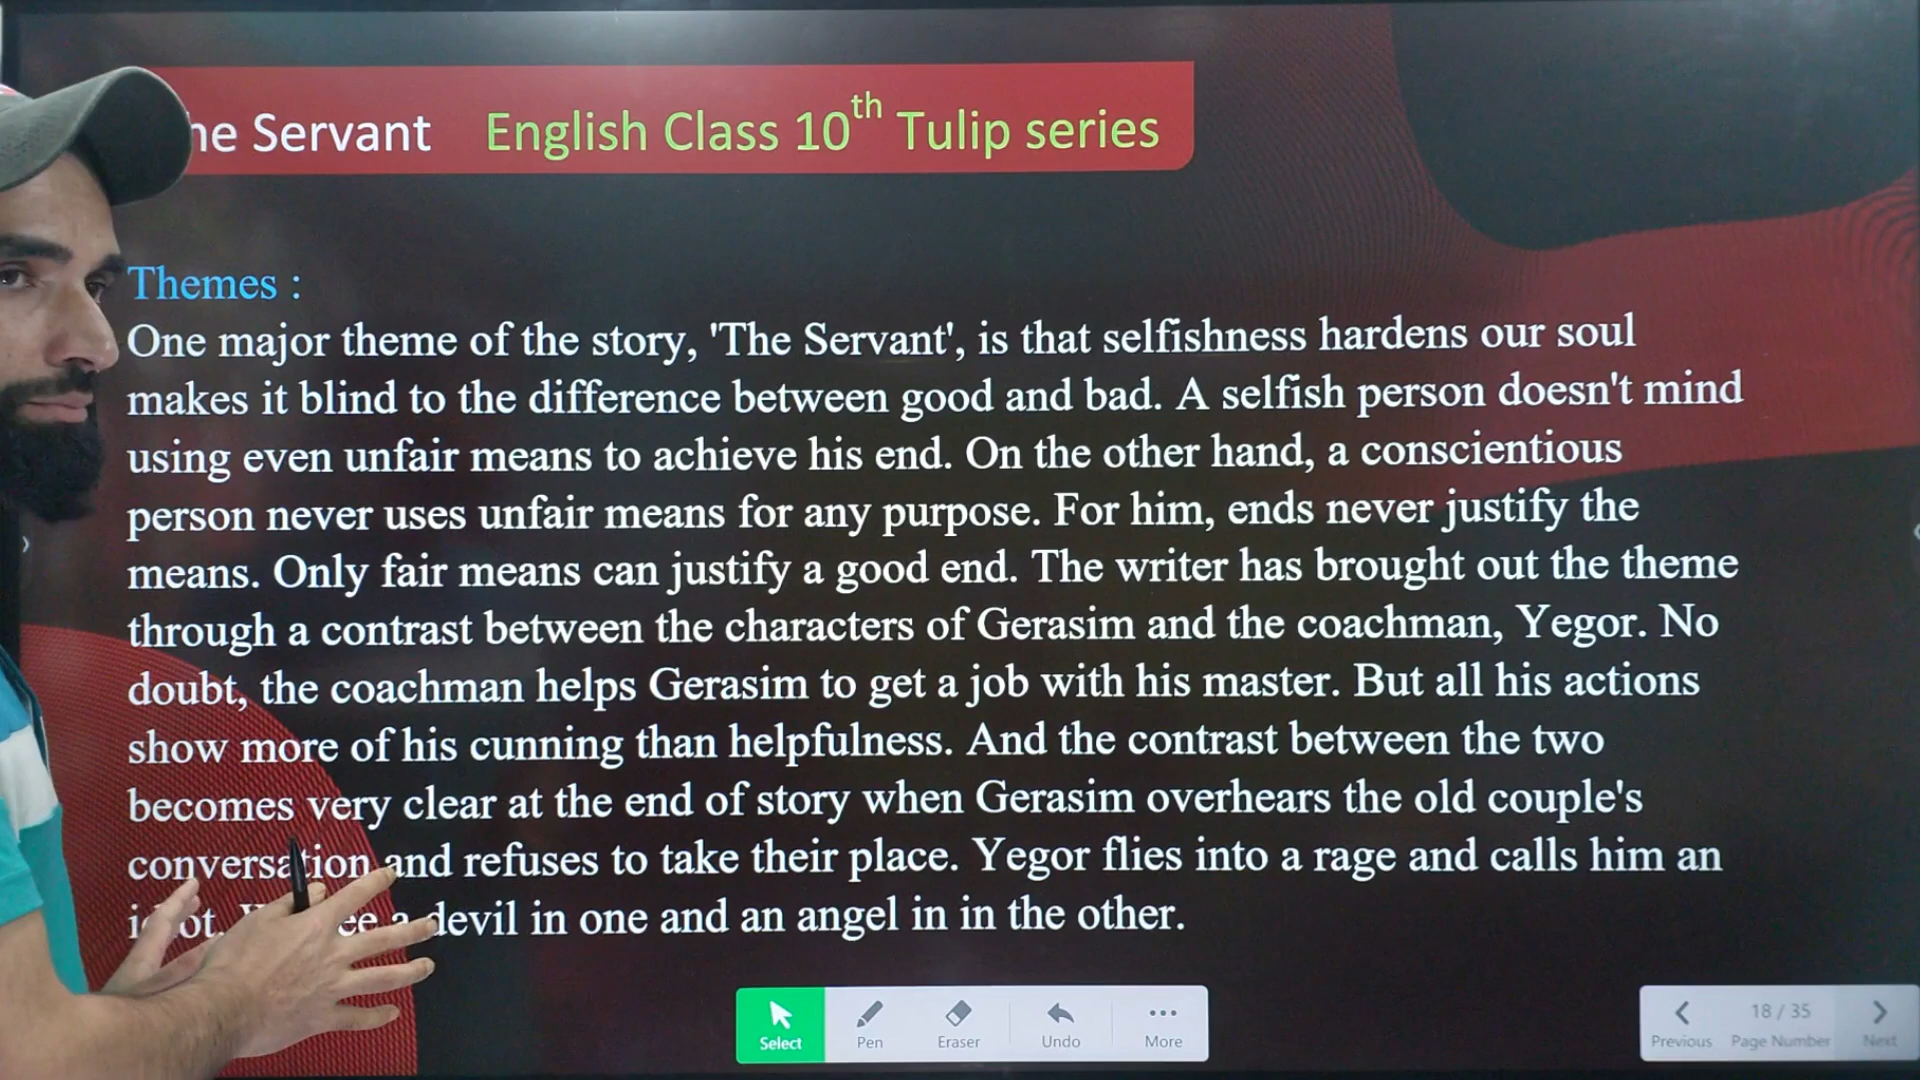 he Servant English Class 10th Tulip series
Themes :
One major theme of the story, 'The Servant', is that selfishness hardens our soul
makes it blind to the difference between good and bad. A selfish person doesn't mind
using even unfair means to achieve his end. On the other hand, a conscientious
person never uses unfair means for any purpose. For him, ends never justify the
means. Only fair means can justify a good end. The writer has brought out the theme
through a contrast between the characters of Gerasim and the coachman, Yegor. No
doubt, the coachman helps Gerasim to get a job with his master. But all his actions
show more of his cunning than helpfulness. And the contrast between the two
becomes very clear at the end of story when Gerasim overhears the old couple's
conversation and refuses to take their place. Yegor flies into a rage and calls him an
a devil in one and an angel in in the other.
Select Pen Eraser Undo More
18 / 35
Previous Page Number Next